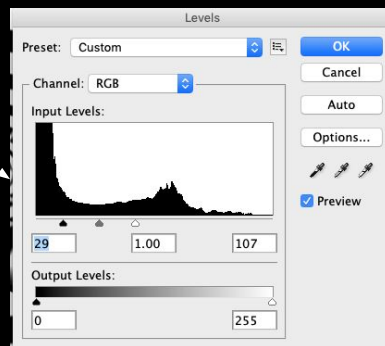 Levels
Preset: Custom
OK
Cancel
Channel: RGB
Auto
Input Levels:
Options...
Preview
29 1.00 107
Output Levels:
0 255